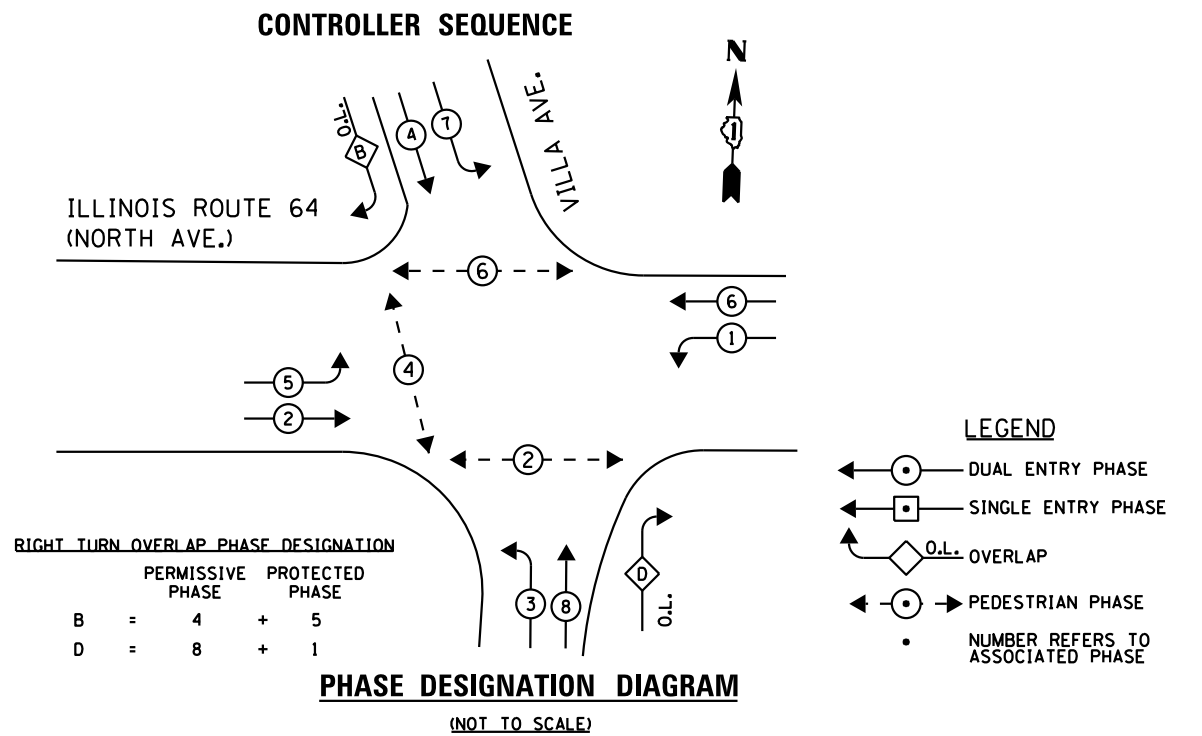 CONTROLLER SEQUENCE
N
1
VILLA AVE.
O.L.
B
4
7
ILLINOIS ROUTE 64
(NORTH AVE.)
6
6
1
4
5
2
2
3
8
D
O.L.
LEGEND
DUAL ENTRY PHASE
SINGLE ENTRY PHASE
O.L. OVERLAP
PEDESTRIAN PHASE
NUMBER REFERS TO
ASSOCIATED PHASE
RIGHT TURN OVERLAP PHASE DESIGNATION
PERMISSIVE PROTECTED
PHASE PHASE
B = 4 + 5
D = 8 + 1
PHASE DESIGNATION DIAGRAM
(NOT TO SCALE)